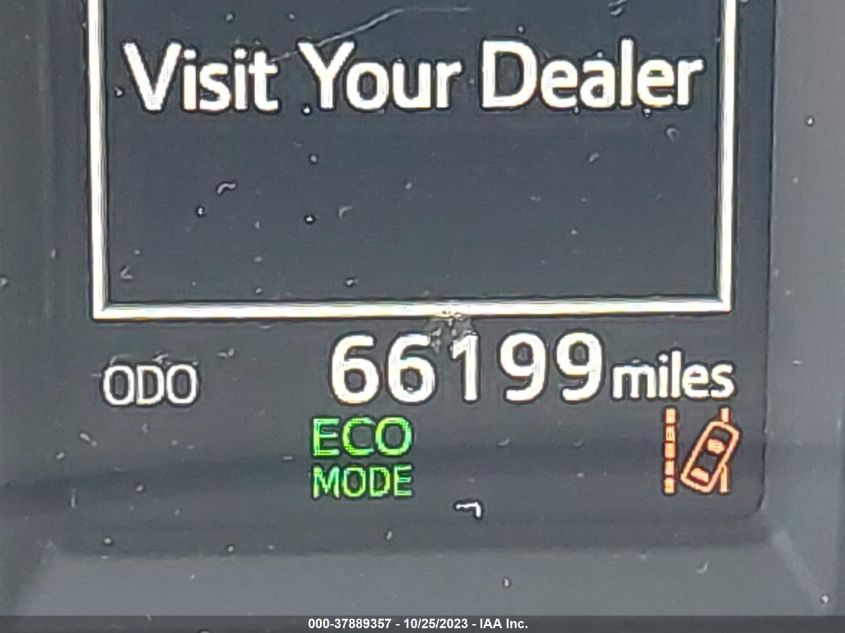 Visit Your Dealer
ODO 66199 miles
ECO
MODE
000-37889357 - 10/25/2023 - IAA Inc.